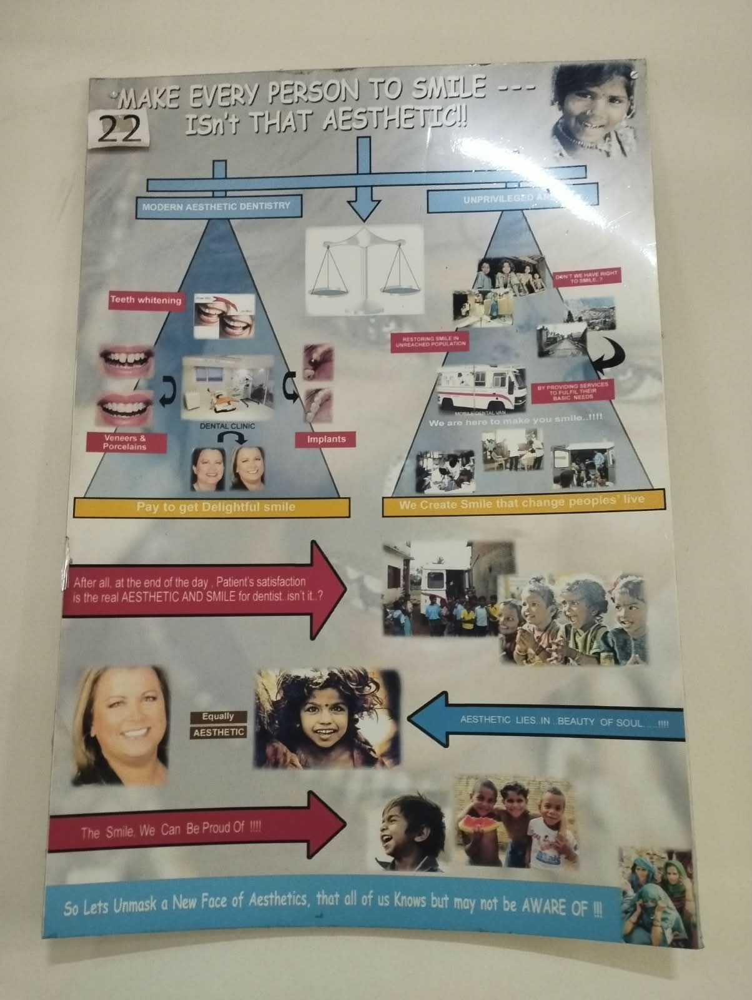 "MAKE EVERY PERSON TO SMILE ---
ISn't THAT AESTHETIC!!
22
MODERN AESTHETIC DENTISTRY
UNPRIVILEGED
Teeth whitening
Veneers &
Porcelains
DENTAL CLINIC
Implants
Pay to get Delightful smile
DON'T WE HAVE RIGHT
TO SMILE..?
RESTORING SMILE IN
UNREACHED POPULATION
BY PROVIDING SERVICES
TO FULFIL THEIR
BASIC NEEDS
MOBILE DENTAL VAN
We are here to make you smile..!!!!
We Create Smile that change peoples' live
After all, at the end of the day , Patient's satisfaction
is the real AESTHETIC AND SMILE for dentist..isn't it..?
Equally
AESTHETIC
AESTHETIC LIES..IN ..BEAUTY OF SOUL.....!!!!
The Smile, We Can Be Proud Of !!!!
So Lets Unmask a New Face of Aesthetics, that all of us Knows but may not be AWARE OF !!!